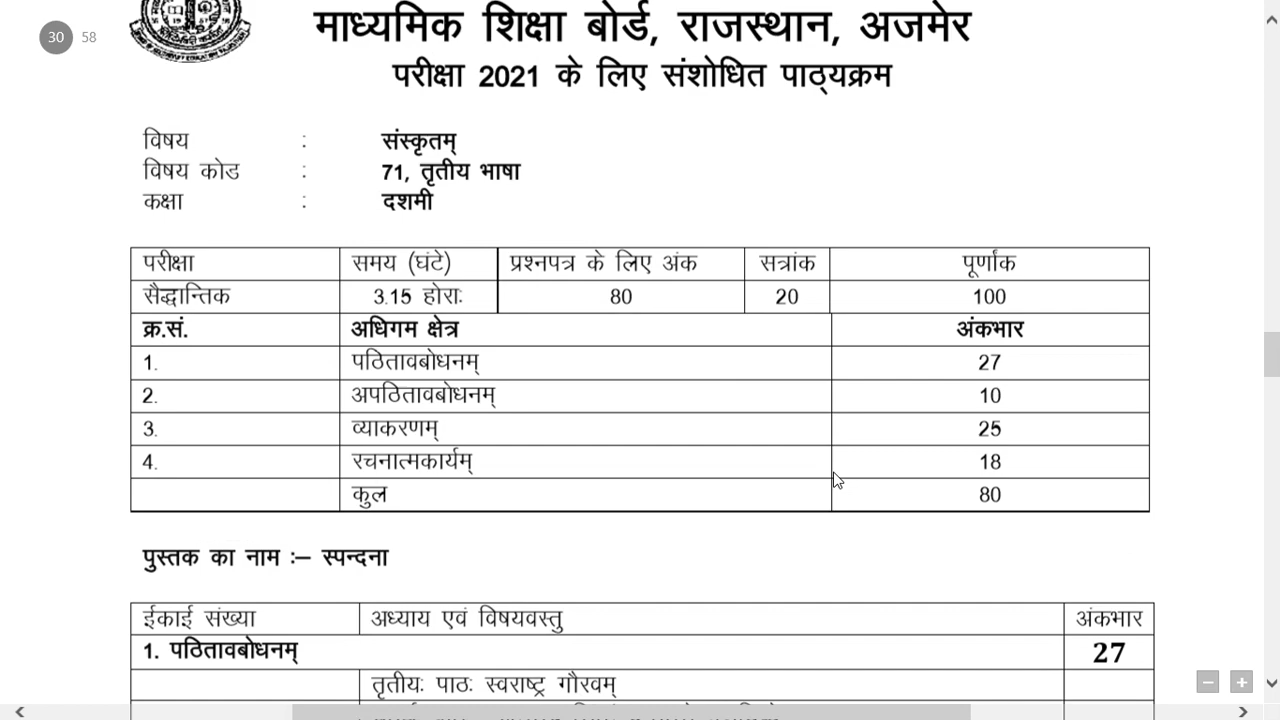 30 58
माध्यमिक शिक्षा बोर्ड, राजस्थान, अजमेर
परीक्षा 2021 के लिए संशोधित पाठ्यक्रम
विषय : संस्कृतम्
विषय कोड : 71, तृतीय भाषा
कक्षा : दशमी
परीक्षा समय (घंटे) प्रश्नपत्र के लिए अंक सत्रांक पूर्णांक
सैद्धान्तिक 3.15 होराः 80 20 100
क्र.सं. अधिगम क्षेत्र अंकभार
1. पठितावबोधनम् 27
2. अपठितावबोधनम् 10
3. व्याकरणम् 25
4. रचनात्मकार्यम् 18
कुल 80
पुस्तक का नाम :– स्पन्दना
ईकाई संख्या अध्याय एवं विषयवस्तु अंकभार
1. पठितावबोधनम् 27
तृतीयः पाठः स्वराष्ट्र गौरवम्